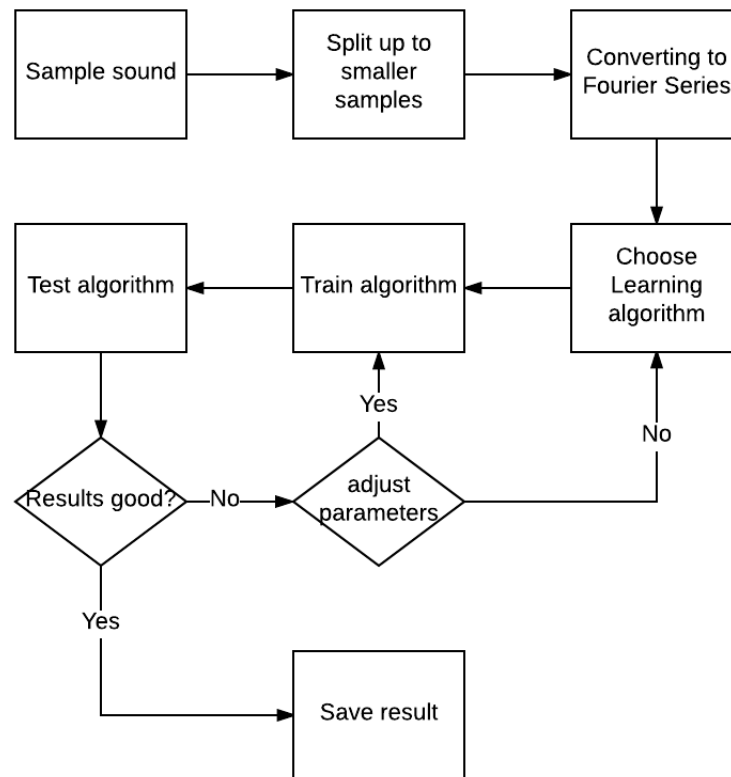 Sample sound
Split up to
smaller
samples
Converting to
Fourier Series
Test algorithm
Train algorithm
Choose
Learning
algorithm
Yes
No
Results good?
No
adjust
parameters
Yes
Save result